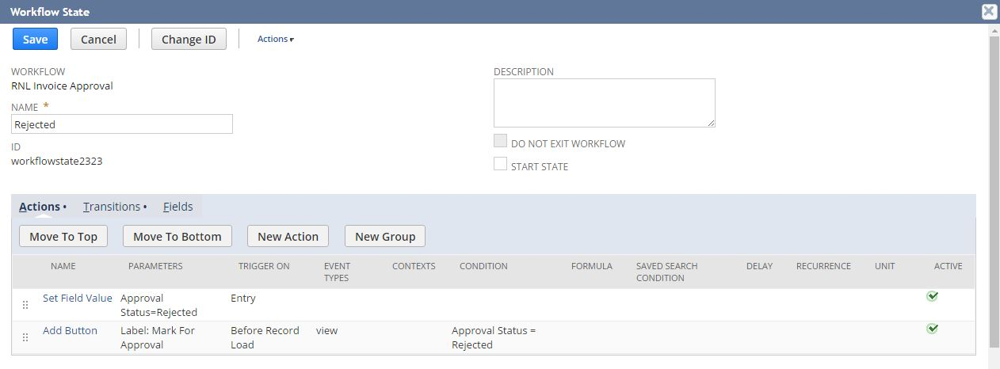 Workflow State
Save Cancel Change ID Actions
WORKFLOW
RNL Invoice Approval
NAME *
Rejected
ID
workflowstate2323
DESCRIPTION
DO NOT EXIT WORKFLOW
START STATE
Actions • Transitions • Fields
Move To Top Move To Bottom New Action New Group
NAME PARAMETERS TRIGGER ON EVENT TYPES CONTEXTS CONDITION FORMULA SAVED SEARCH CONDITION DELAY RECURRENCE UNIT ACTIVE
Set Field Value Approval Status=Rejected Entry
Add Button Label: Mark For Approval Before Record Load view Approval Status = Rejected